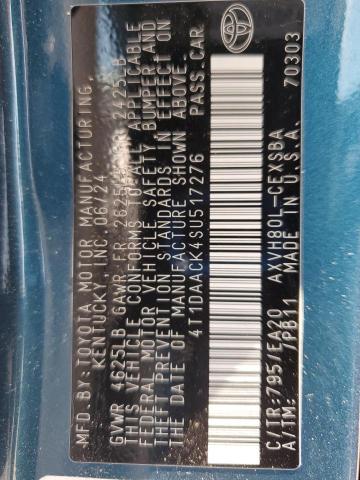 MFD.BY: TOYOTA MOTOR MANUFACTURING,
KENTUCKY, INC. 06/24
GVWR 4625LB GAWR FR 2625LB RR 2425LB
THIS VEHICLE CONFORMS TO ALL APPLICABLE
FEDERAL MOTOR VEHICLE SAFETY, BUMPER, AND
THEFT PREVENTION STANDARDS IN EFFECT ON
THE DATE OF MANUFACTURE SHOWN ABOVE.
4T1DAACK4SU517276 PASS.CAR
C/TR:795/EA20 AXVH80L-CEXSBA
A/TM: /PB11 MADE IN U.S.A.
70303